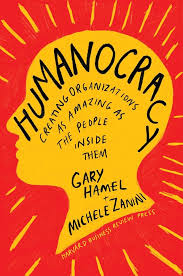 HUMANOCRACY
CREATING ORGANIZATIONS
AS AMAZING AS
THE PEOPLE
INSIDE
THEM
GARY
HAMEL
+
MICHELE ZANINI
HARVARD BUSINESS REVIEW PRESS